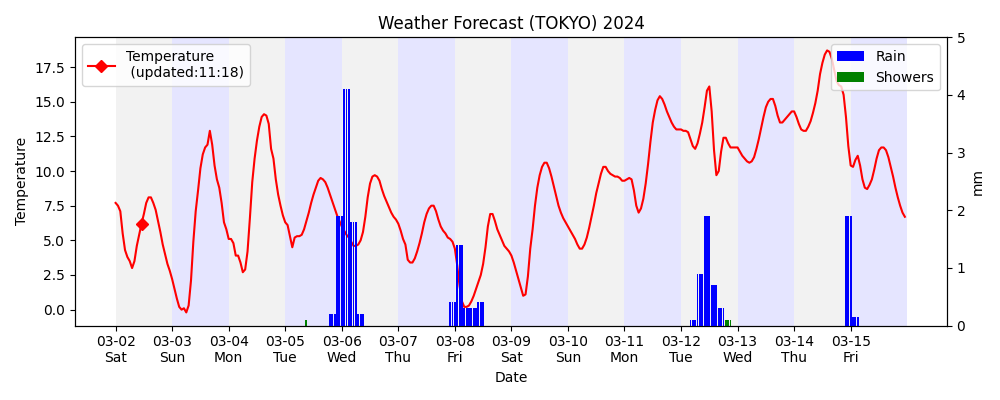 Weather Forecast (TOKYO) 2024
Temperature
(updated:11:18)
Rain
Showers
17.5
15.0
12.5
10.0
7.5
5.0
2.5
0.0
Temperature
5
4
3
2
1
0
mm
03-02 03-03 03-04 03-05 03-06 03-07 03-08 03-09 03-10 03-11 03-12 03-13 03-14 03-15
Sat Sun Mon Tue Wed Thu Fri Sat Sun Mon Tue Wed Thu Fri
Date